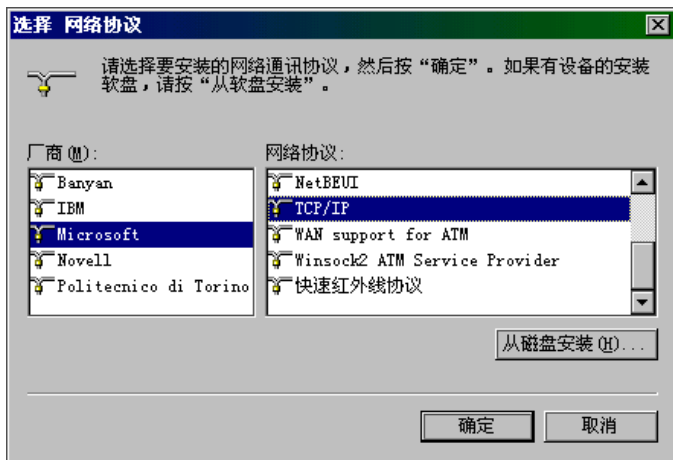 选择 网络协议
请选择要安装的网络通讯协议，然后按“确定”。如果有设备的安装
软盘，请按“从软盘安装”。
厂商(M):
网络协议:
Banyan
IBM
Microsoft
Novell
Politecnico di Torino
NetBEUI
TCP/IP
WAN support for ATM
Winsock2 ATM Service Provider
快速红外线协议
从磁盘安装(H)...
确定
取消